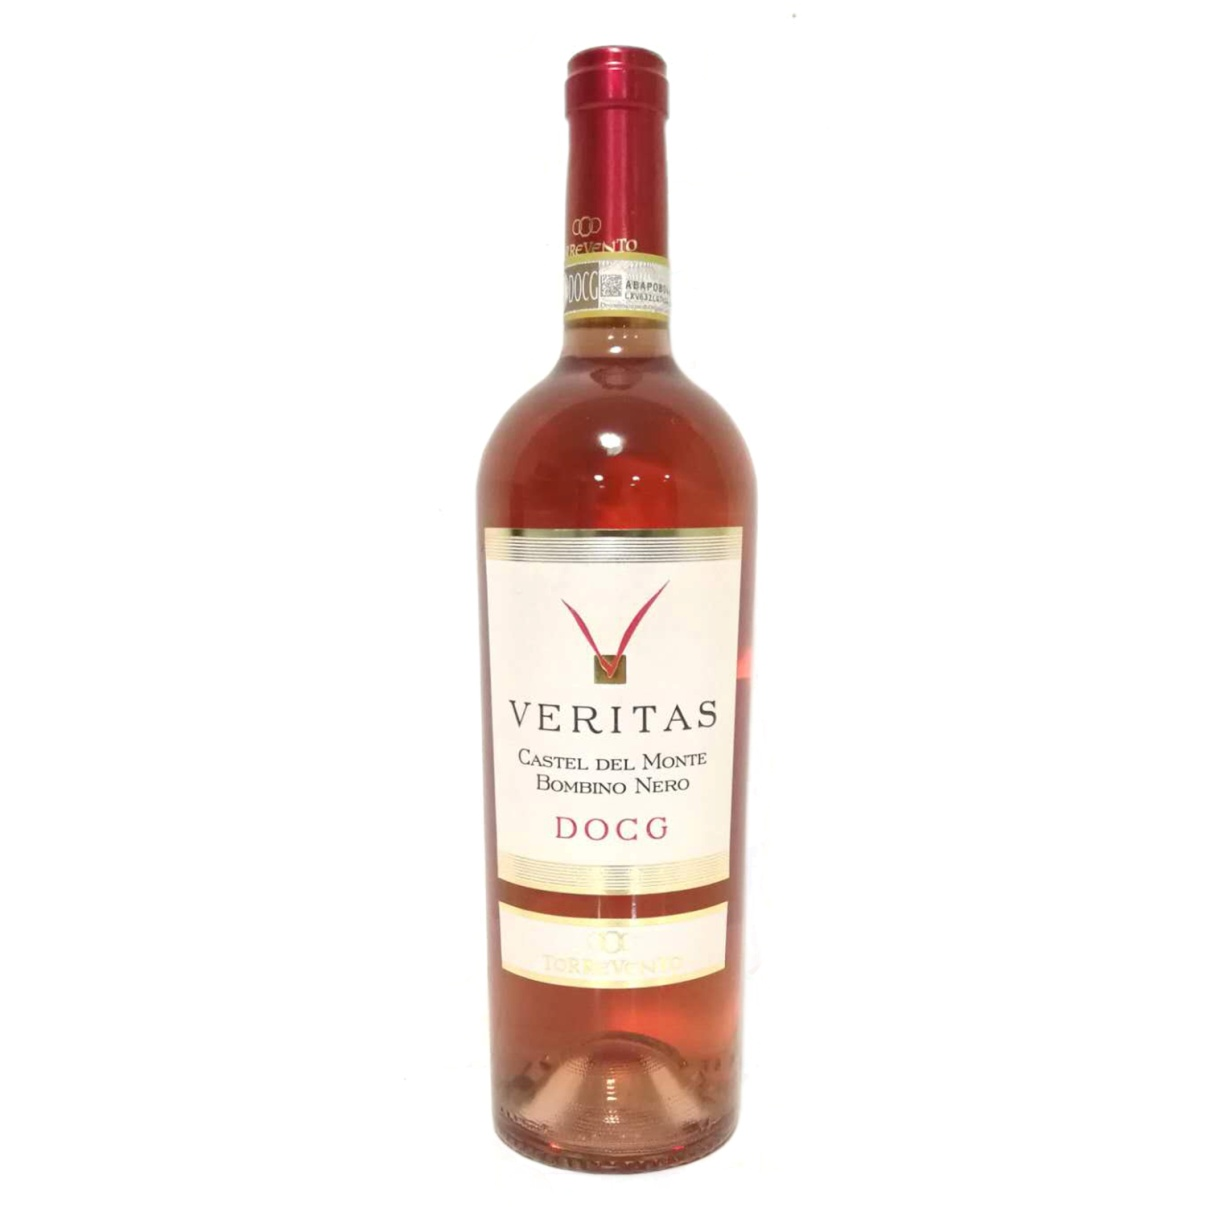 TORREVENTO
DOCG
VERITAS
CASTEL DEL MONTE
BOMBINO NERO
DOCG
TORREVENTO